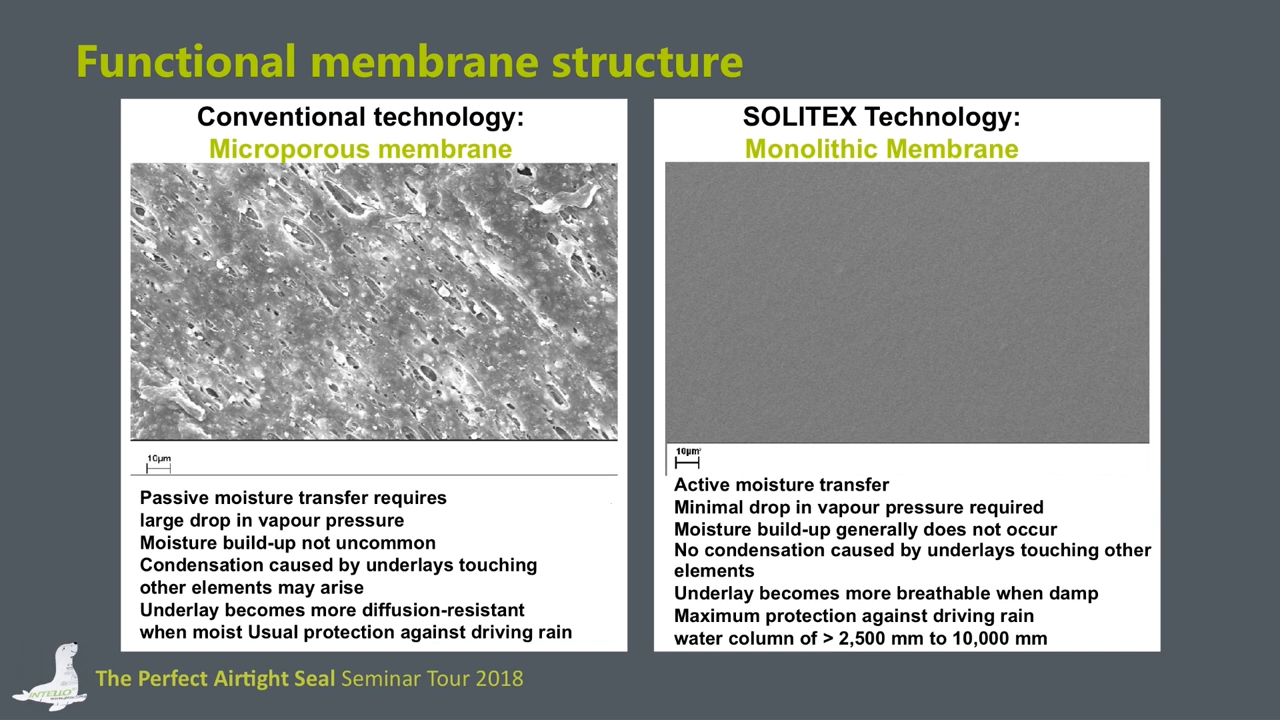 Functional membrane structure
Conventional technology:
Microporous membrane
10µm
Passive moisture transfer requires
large drop in vapour pressure
Moisture build-up not uncommon
Condensation caused by underlays touching
other elements may arise
Underlay becomes more diffusion-resistant
when moist Usual protection against driving rain
SOLITEX Technology:
Monolithic Membrane
10µm
Active moisture transfer
Minimal drop in vapour pressure required
Moisture build-up generally does not occur
No condensation caused by underlays touching other
elements
Underlay becomes more breathable when damp
Maximum protection against driving rain
water column of > 2,500 mm to 10,000 mm
INTELLO
The Perfect Airtight Seal Seminar Tour 2018